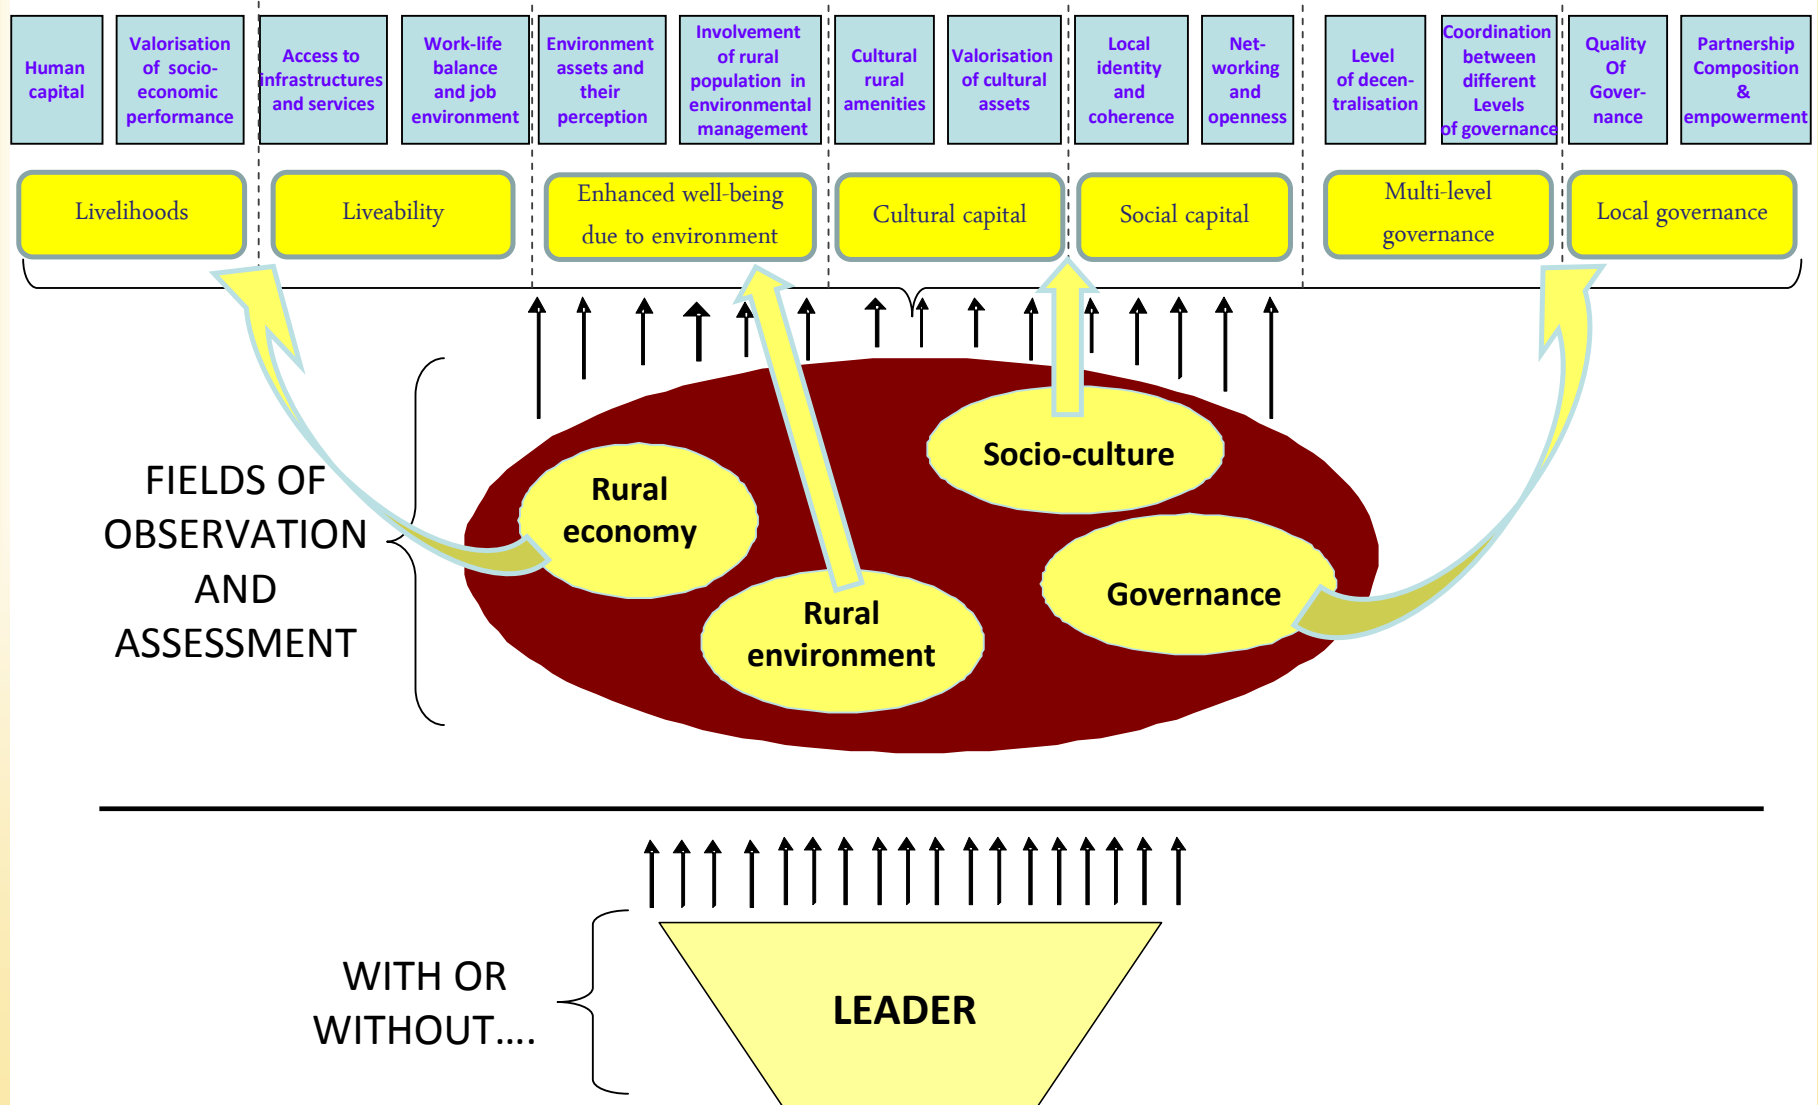 Human
capital
Valorisation
of socio-
economic
performance
Access to
infrastructures
and services
Work-life
balance
and job
environment
Environment
assets and
their
perception
Involvement
of rural
population in
environmental
management
Cultural
rural
amenities
Valorisation
of cultural
assets
Local
identity
and
coherence
Net-
working
and
openness
Level
of decen-
tralisation
Coordination
between
different
Levels
of governance
Quality
Of
Gover-
nance
Partnership
Composition
&
empowerment
Livelihoods
Liveability
Enhanced well-being
due to environment
Cultural capital
Social capital
Multi-level
governance
Local governance
FIELDS OF
OBSERVATION
AND
ASSESSMENT
Rural
economy
Rural
environment
Socio-culture
Governance
WITH OR
WITHOUT....
LEADER